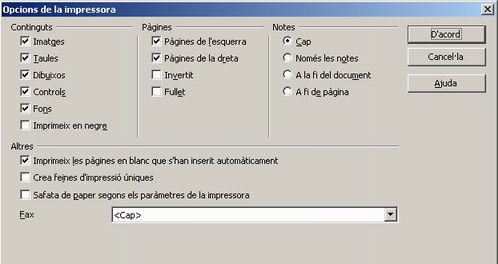 Opcions de la impressora
Continguts
Imatges
Taules
Dibuixos
Controls
Fons
Imprimeix en negre
Pàgines
Pàgines de l'esquerra
Pàgines de la dreta
Invertit
Fullet
Notes
Cap
Només les notes
A la fi del document
A fi de pàgina
D'acord
Cancel·la
Ajuda
Altres
Imprimeix les pàgines en blanc que s'han inserit automàticament
Crea feines d'impressió úniques
Safata de paper segons els paràmetres de la impressora
Fax
<Cap>